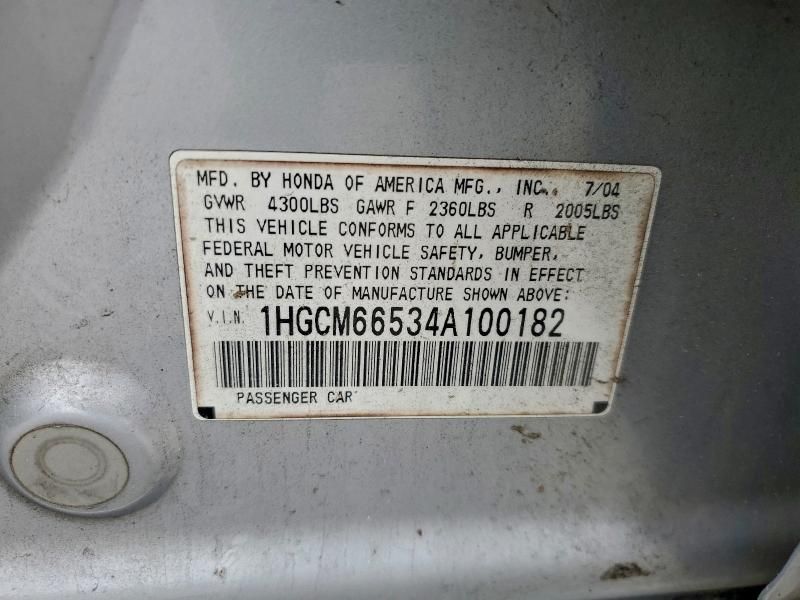 MFD. BY HONDA OF AMERICA MFG., INC. 7/04
GVWR 4300LBS GAWR F 2360LBS R 2005LBS
THIS VEHICLE CONFORMS TO ALL APPLICABLE
FEDERAL MOTOR VEHICLE SAFETY, BUMPER,
AND THEFT PREVENTION STANDARDS IN EFFECT
ON THE DATE OF MANUFACTURE SHOWN ABOVE:
V.I.N. 1HGCM66534A100182
PASSENGER CAR